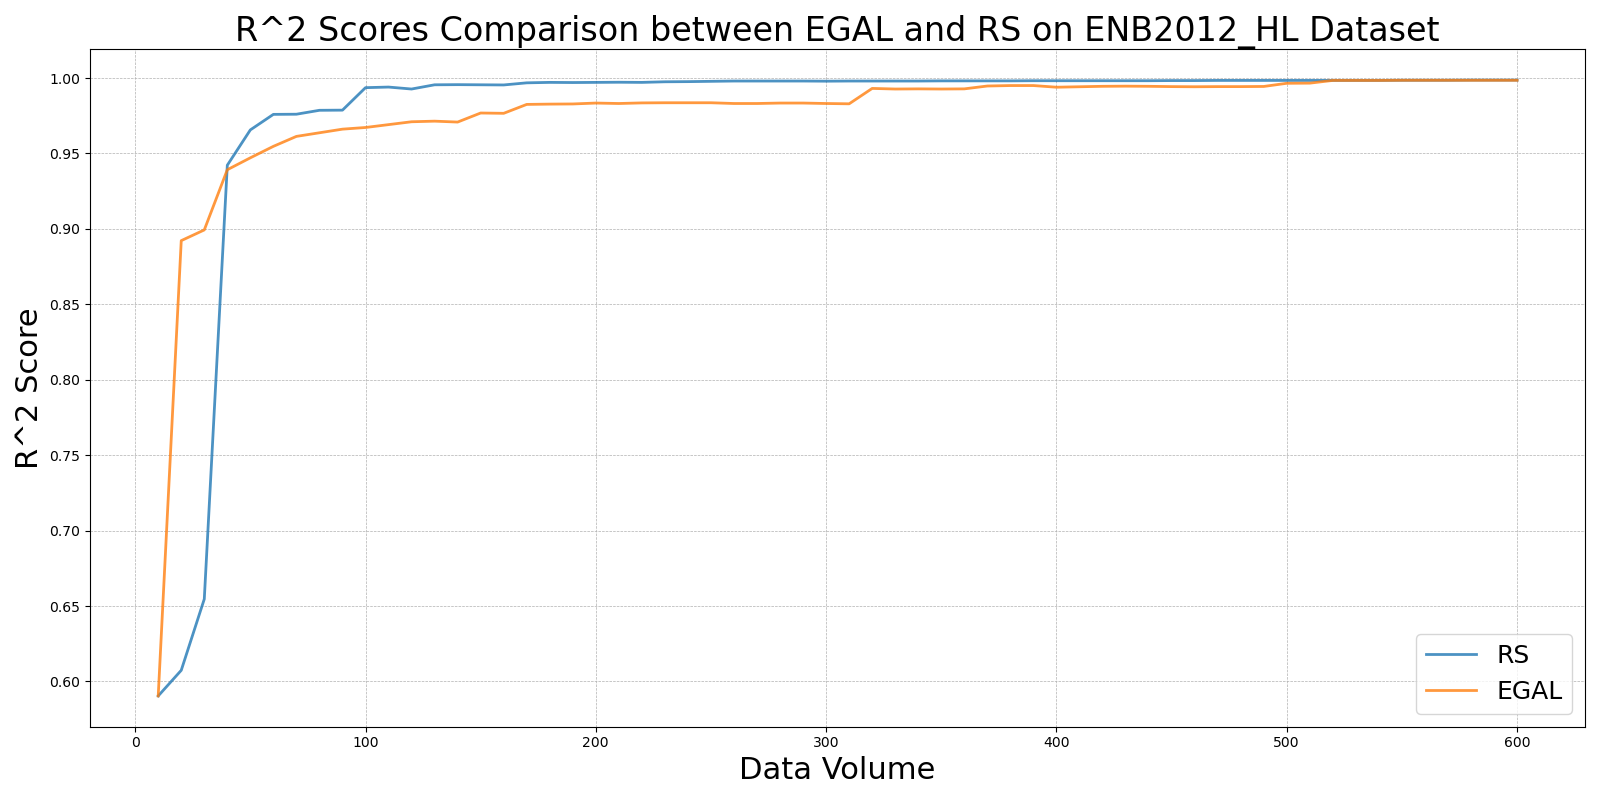 R^2 Scores Comparison between EGAL and RS on ENB2012_HL Dataset
R^2 Score
1.00
0.95
0.90
0.85
0.80
0.75
0.70
0.65
0.60
0 100 200 300 400 500 600
Data Volume
RS
EGAL